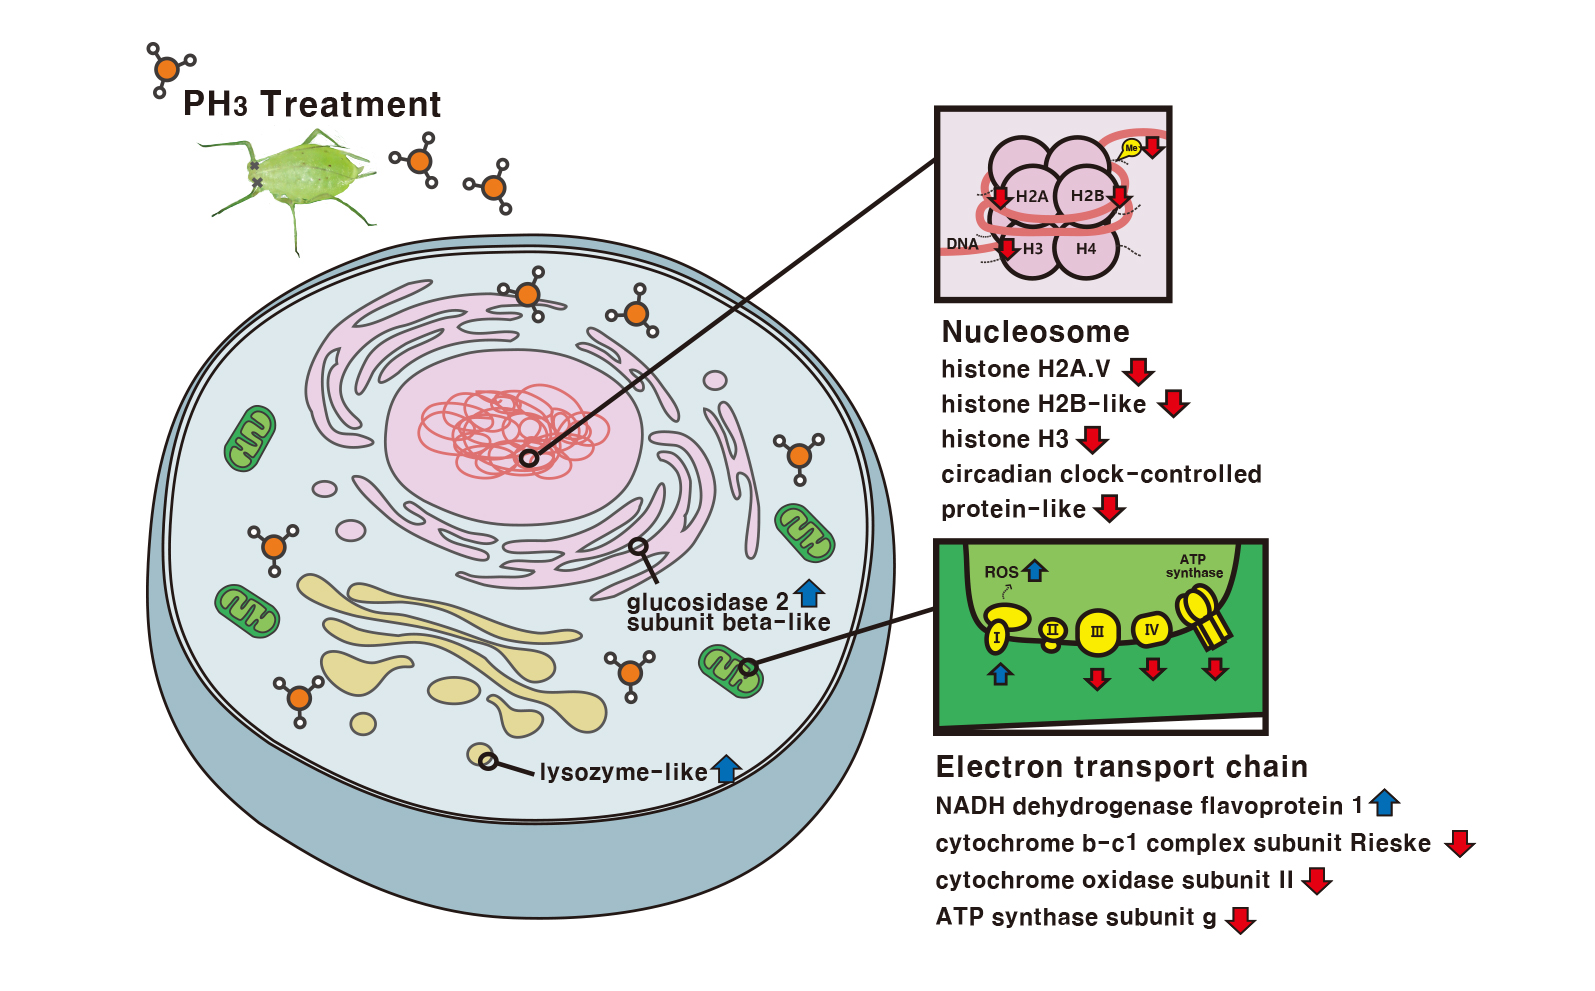 PH3 Treatment
Me
H2A
H2B
DNA
H3
H4
Nucleosome
histone H2A.V
histone H2B-like
histone H3
circadian clock-controlled
protein-like
ROS
ATP
synthase
I
II
III
IV
glucosidase 2
subunit beta-like
lysozyme-like
Electron transport chain
NADH dehydrogenase flavoprotein 1
cytochrome b-c1 complex subunit Rieske
cytochrome oxidase subunit II
ATP synthase subunit g